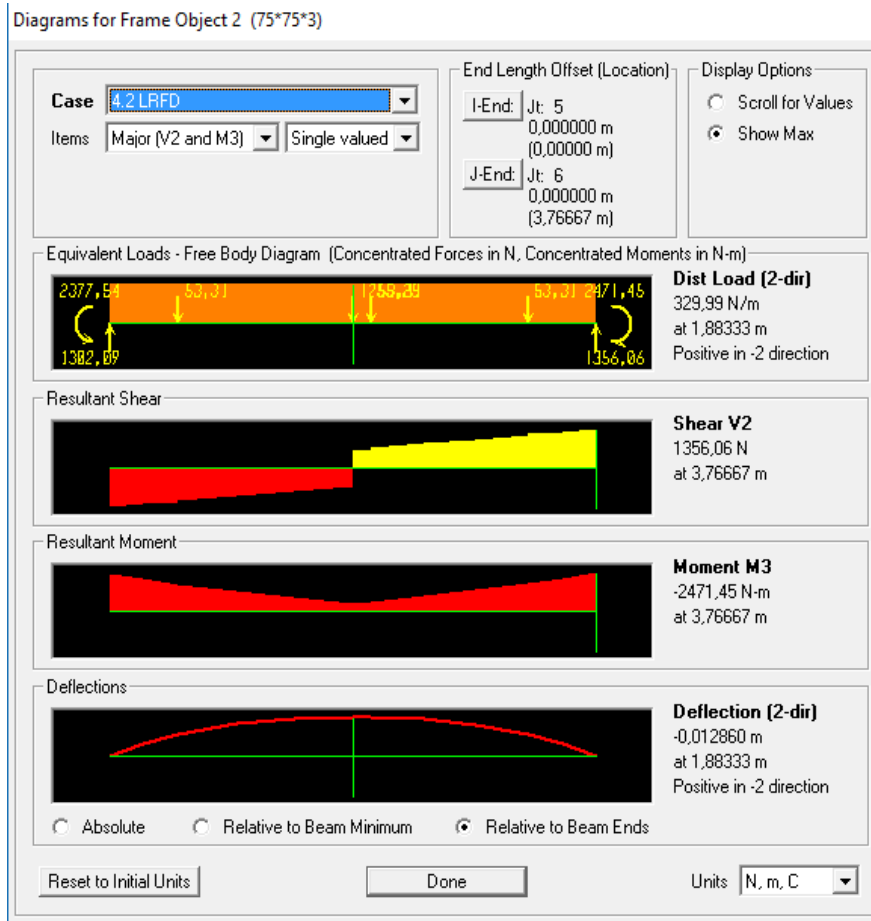 Diagrams for Frame Object 2 (75*75*3)
Case 4.2 LRFD
Items Major (V2 and M3) Single valued
End Length Offset (Location)
I-End: Jt: 5
0,000000 m
(0,00000 m)
J-End: Jt: 6
0,000000 m
(3,76667 m)
Display Options
Scroll for Values
Show Max
Equivalent Loads - Free Body Diagram (Concentrated Forces in N, Concentrated Moments in N-m)
2377,54 53,31 53,31 2471,45
1302,09 1356,06
Dist Load (2-dir)
329,99 N/m
at 1,88333 m
Positive in -2 direction
Resultant Shear
Shear V2
1356,06 N
at 3,76667 m
Resultant Moment
Moment M3
-2471,45 N-m
at 3,76667 m
Deflections
Deflection (2-dir)
-0,012860 m
at 1,88333 m
Positive in -2 direction
Absolute Relative to Beam Minimum Relative to Beam Ends
Reset to Initial Units Done Units N, m, C